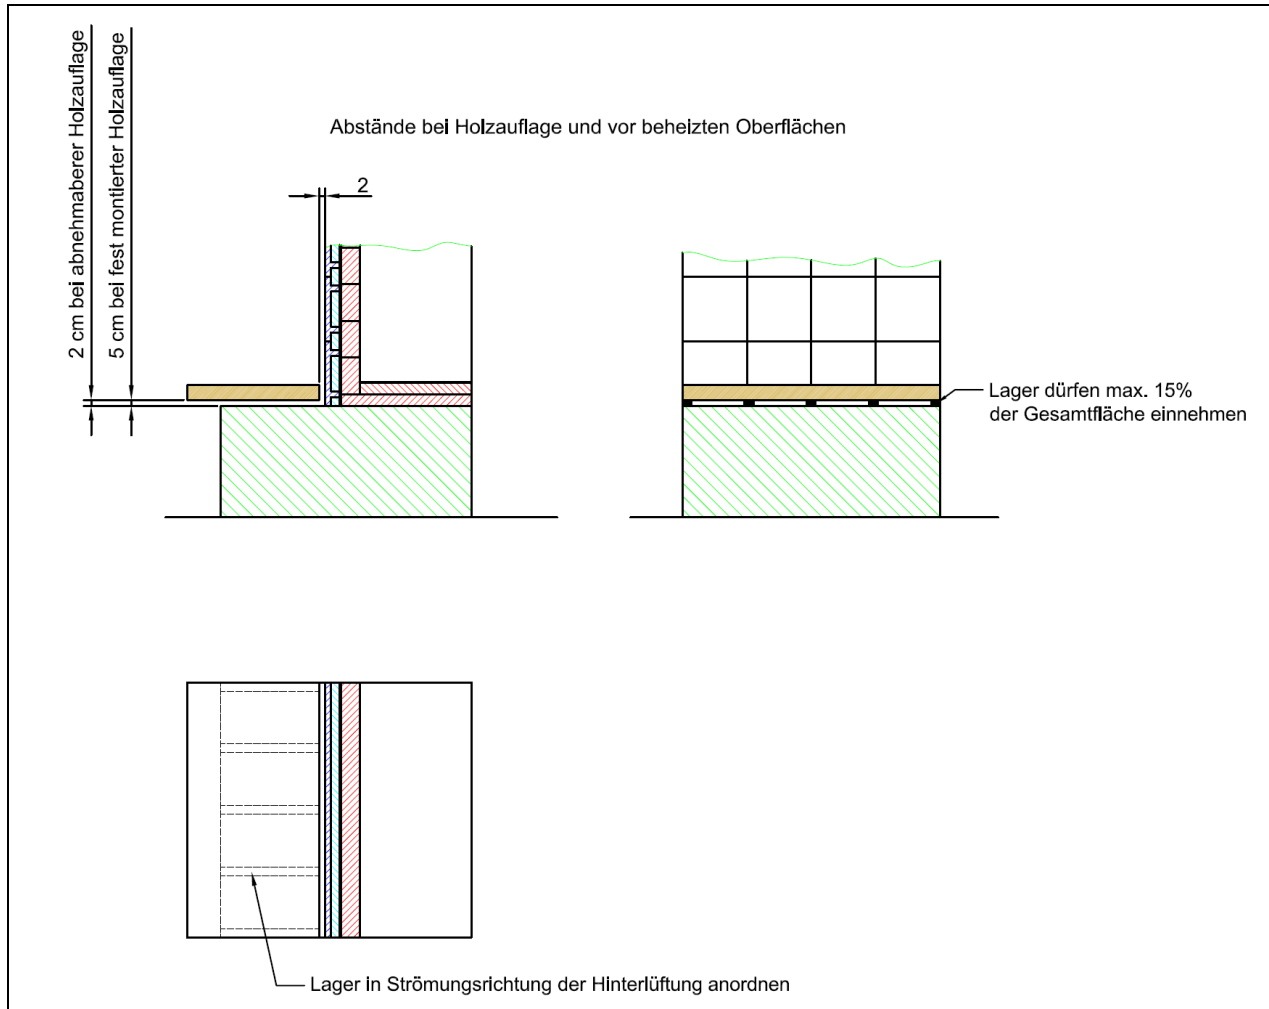 2 cm bei abnehmaberer Holzauflage
5 cm bei fest montierter Holzauflage
Abstände bei Holzauflage und vor beheizten Oberflächen
2
Lager dürfen max. 15%
der Gesamtfläche einnehmen
Lager in Strömungsrichtung der Hinterlüftung anordnen